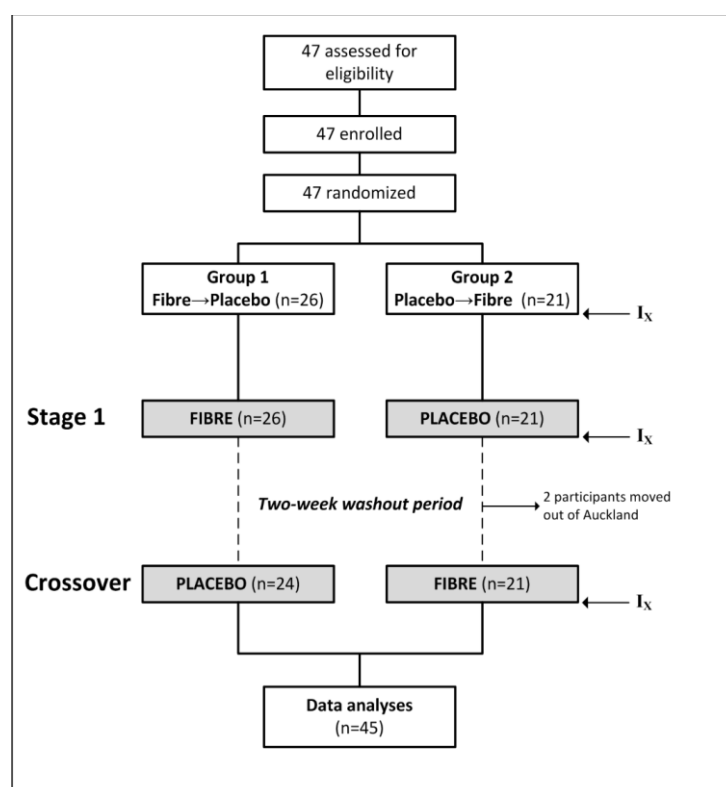 47 assessed for
eligibility
47 enrolled
47 randomized
Group 1
Fibre→Placebo (n=26)
Group 2
Placebo→Fibre (n=21)
Iₓ
Stage 1
FIBRE (n=26)
PLACEBO (n=21)
Iₓ
Two-week washout period
2 participants moved
out of Auckland
Crossover
PLACEBO (n=24)
FIBRE (n=21)
Iₓ
Data analyses
(n=45)